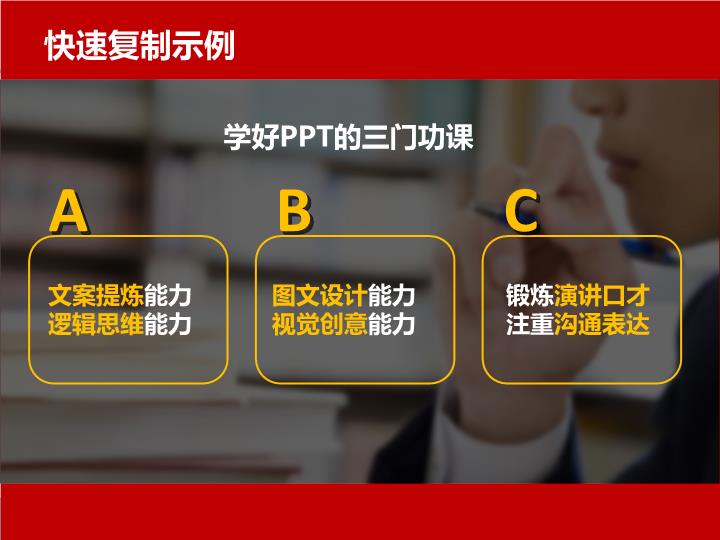 快速复制示例
学好PPT的三门功课
A
文案提炼能力
逻辑思维能力
B
图文设计能力
视觉创意能力
C
锻炼演讲口才
注重沟通表达